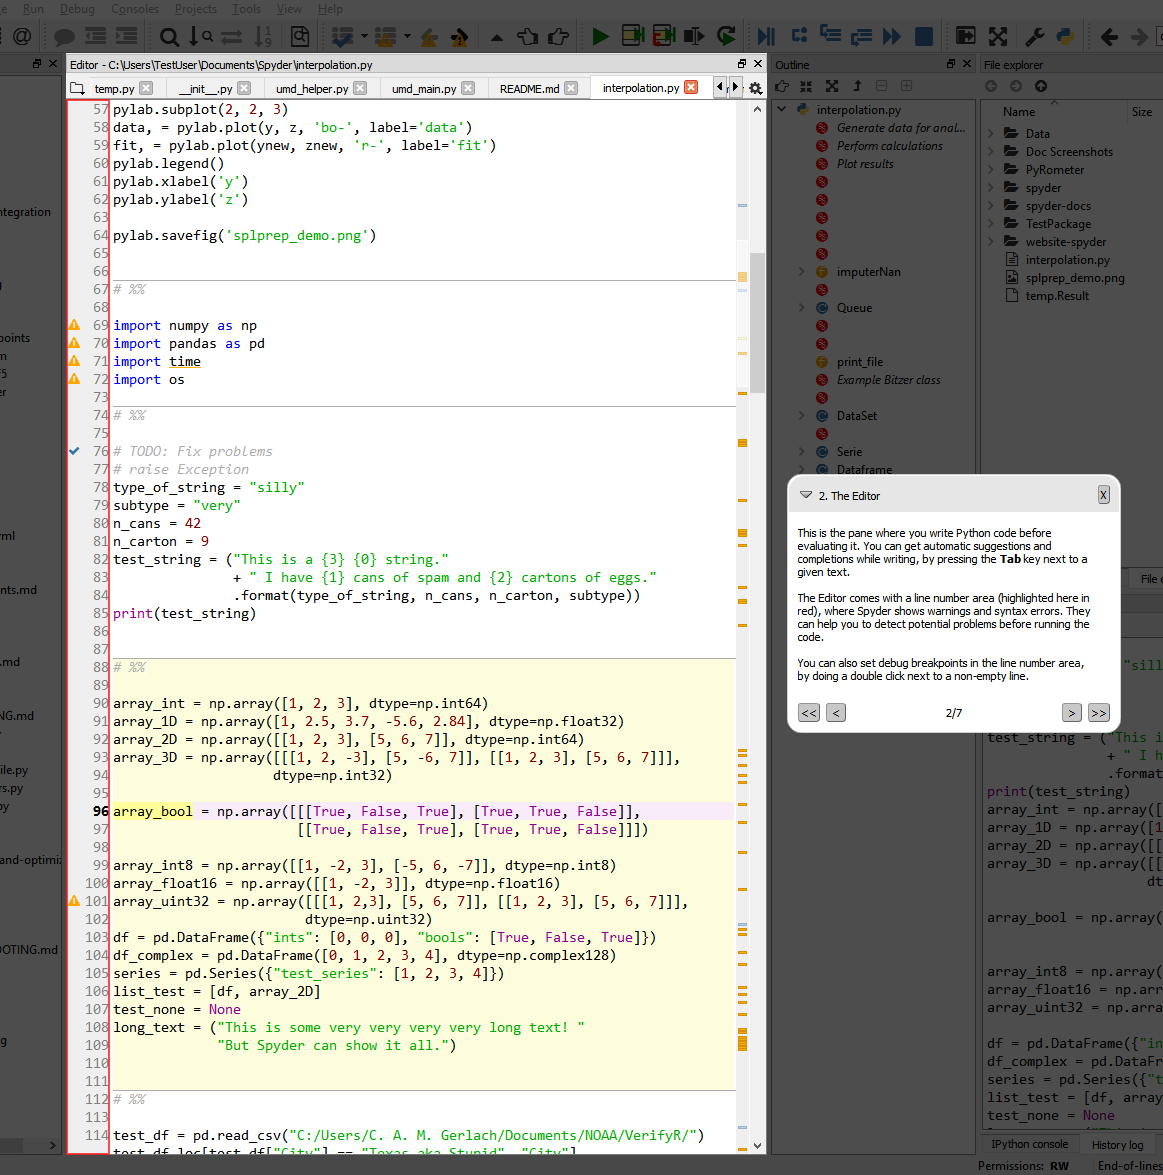 Run Debug Consoles Projects Tools View Help
Editor - C:\Users\TestUser\Documents\Spyder\interpolation.py
temp.py
__init__.py
umd_helper.py
umd_main.py
README.md
interpolation.py
57 pylab.subplot(2, 2, 3)
58 data, = pylab.plot(y, z, 'bo-', label='data')
59 fit, = pylab.plot(ynew, znew, 'r-', label='fit')
60 pylab.legend()
61 pylab.xlabel('y')
62 pylab.ylabel('z')
63
64 pylab.savefig('splprep_demo.png')
65
66
67 # %%
68
69 import numpy as np
70 import pandas as pd
71 import time
72 import os
73
74 # %%
75
76 # TODO: Fix problems
77 # raise Exception
78 type_of_string = "silly"
79 subtype = "very"
80 n_cans = 42
81 n_carton = 9
82 test_string = ("This is a {3} {0} string."
83 + " I have {1} cans of spam and {2} cartons of eggs."
84 .format(type_of_string, n_cans, n_carton, subtype))
85 print(test_string)
86
87
88 # %%
89
90 array_int = np.array([1, 2, 3], dtype=np.int64)
91 array_1D = np.array([1, 2.5, 3.7, -5.6, 2.84], dtype=np.float32)
92 array_2D = np.array([[1, 2, 3], [5, 6, 7]], dtype=np.int64)
93 array_3D = np.array([[[1, 2, -3], [5, -6, 7]], [[1, 2, 3], [5, 6, 7]]],
94 dtype=np.int32)
95
96 array_bool = np.array([[[True, False, True], [True, True, False]],
97 [[True, False, True], [True, True, False]]])
98
99 array_int8 = np.array([[1, -2, 3], [-5, 6, -7]], dtype=np.int8)
100 array_float16 = np.array([[1, -2, 3]], dtype=np.float16)
101 array_uint32 = np.array([[[1, 2,3], [5, 6, 7]], [[1, 2, 3], [5, 6, 7]]],
102 dtype=np.uint32)
103 df = pd.DataFrame({"ints": [0, 0, 0], "bools": [True, False, True]})
104 df_complex = pd.DataFrame([0, 1, 2, 3, 4], dtype=np.complex128)
105 series = pd.Series({"test_series": [1, 2, 3, 4]})
106 list_test = [df, array_2D]
107 test_none = None
108 long_text = ("This is some very very very very long text! "
109 "But Spyder can show it all.")
110
111
112 # %%
113
114 test_df = pd.read_csv("C:/Users/C. A. M. Gerlach/Documents/NOAA/VerifyR/")
Outline
interpolation.py
Generate data for anal...
Perform calculations
Plot results
imputerNan
Queue
print_file
Example Bitzer class
DataSet
Serie
Dataframe
File explorer
Name Size
Data
Doc Screenshots
PyRometer
spyder
spyder-docs
TestPackage
website-spyder
interpolation.py
splprep_demo.png
temp.Result
2. The Editor
X
This is the pane where you write Python code before
evaluating it. You can get automatic suggestions and
completions while writing, by pressing the Tab key next to a
given text.
The Editor comes with a line number area (highlighted here in
red), where Spyder shows warnings and syntax errors. They
can help you to detect potential problems before running the
code.
You can also set debug breakpoints in the line number area,
by doing a double click next to a non-empty line.
<< < 2/7 > >>
File e
"sill
test_string = ("This i
+ " I h
.forma
print(test_string)
array_int = np.array([
array_1D = np.array([1
array_2D = np.array([[
array_3D = np.array([[
dt
array_bool = np.array(
array_int8 = np.array(
array_float16 = np.arr
array_uint32 = np.arra
df = pd.DataFrame({"in
df_complex = pd.DataFr
series = pd.Series({"t
list_test = [df, array
test_none = None
IPython console History log
Permissions: RW End-of-lines
ntegration
points
F5
yml
nts.md
.md
NG.md
ile.py
rs.py
py
and-optimiz
OOTING.md